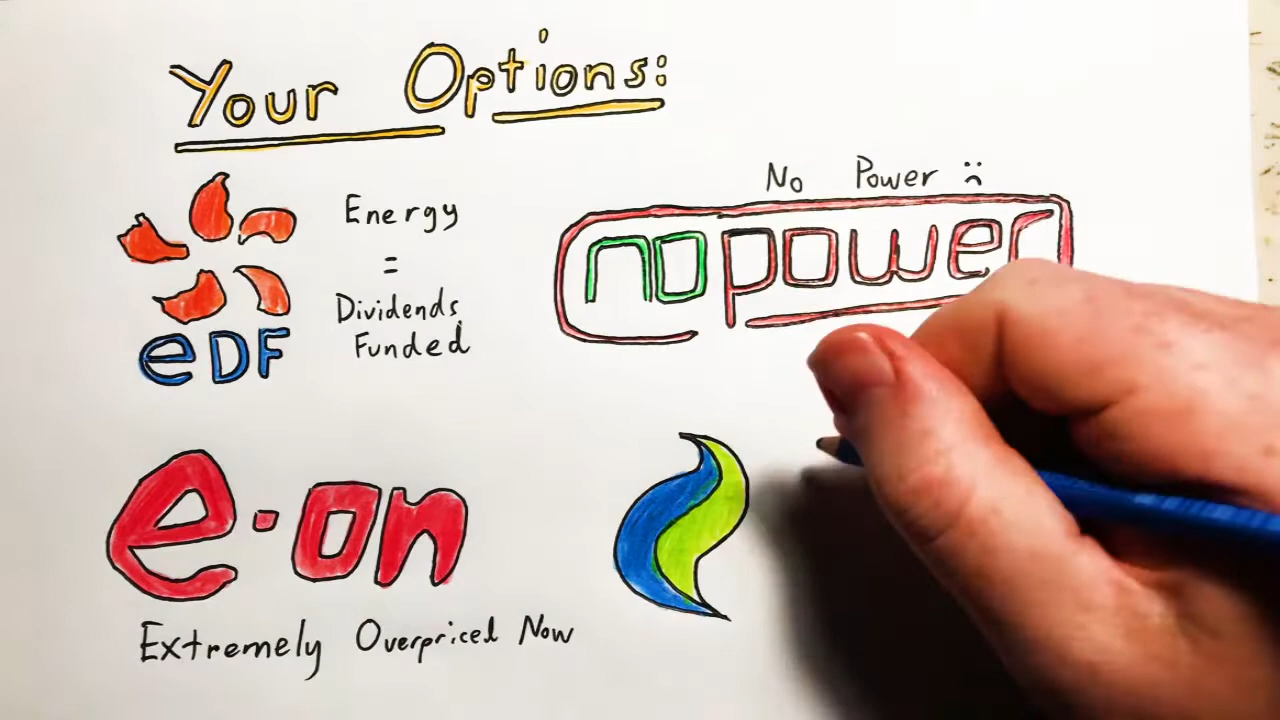 Your Options:
Energy
=
Dividends
Funded
eDF
No Power :(
nopower
e·on
Extremely Overpriced Now